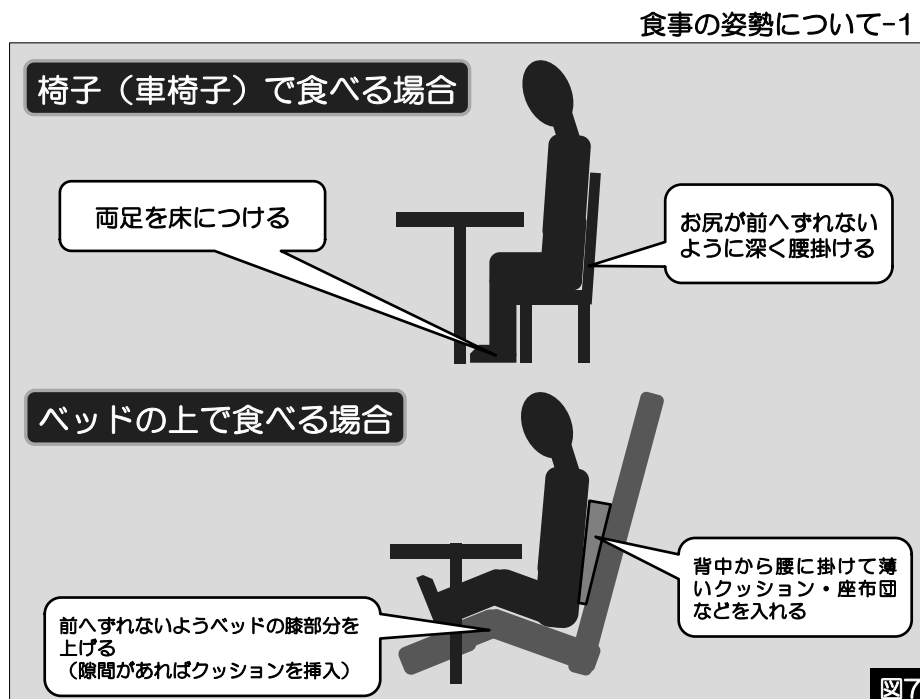 食事の姿勢について-1
椅子（車椅子）で食べる場合
両足を床につける
お尻が前へずれない
ように深く腰掛ける
ベッドの上で食べる場合
背中から腰に掛けて薄
いクッション・座布団
などを入れる
前へずれないようベッドの膝部分を
上げる
（隙間があればクッションを挿入）
図7